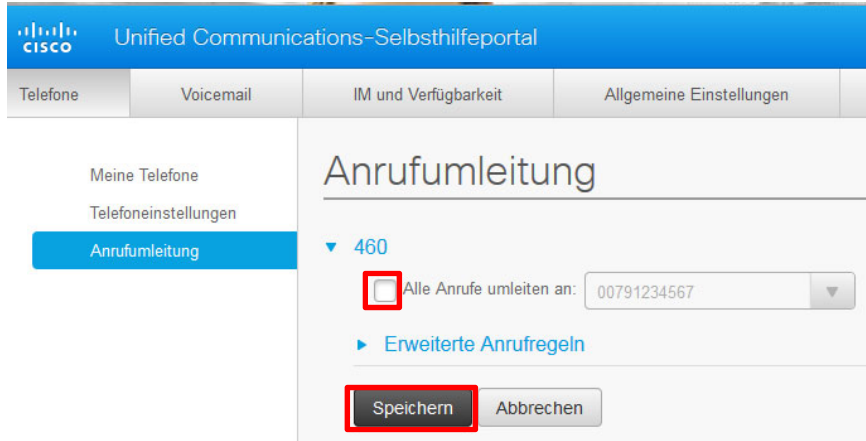 CISCO Unified Communications-Selbsthilfeportal
Telefone Voicemail IM und Verfügbarkeit Allgemeine Einstellungen
Meine Telefone
Telefoneinstellungen
Anrufumleitung
Anrufumleitung
460
Alle Anrufe umleiten an: 00791234567
Erweiterte Anrufregeln
Speichern Abbrechen